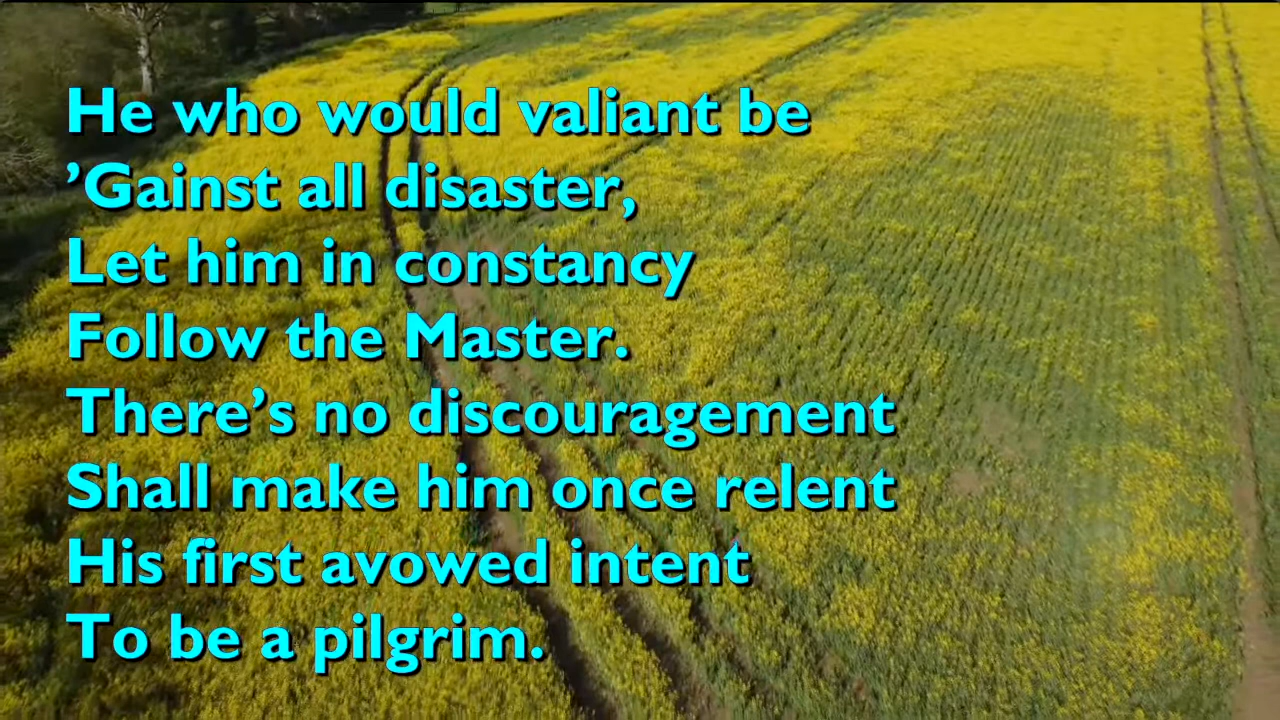 He who would valiant be
’Gainst all disaster,
Let him in constancy
Follow the Master.
There’s no discouragement
Shall make him once relent
His first avowed intent
To be a pilgrim.